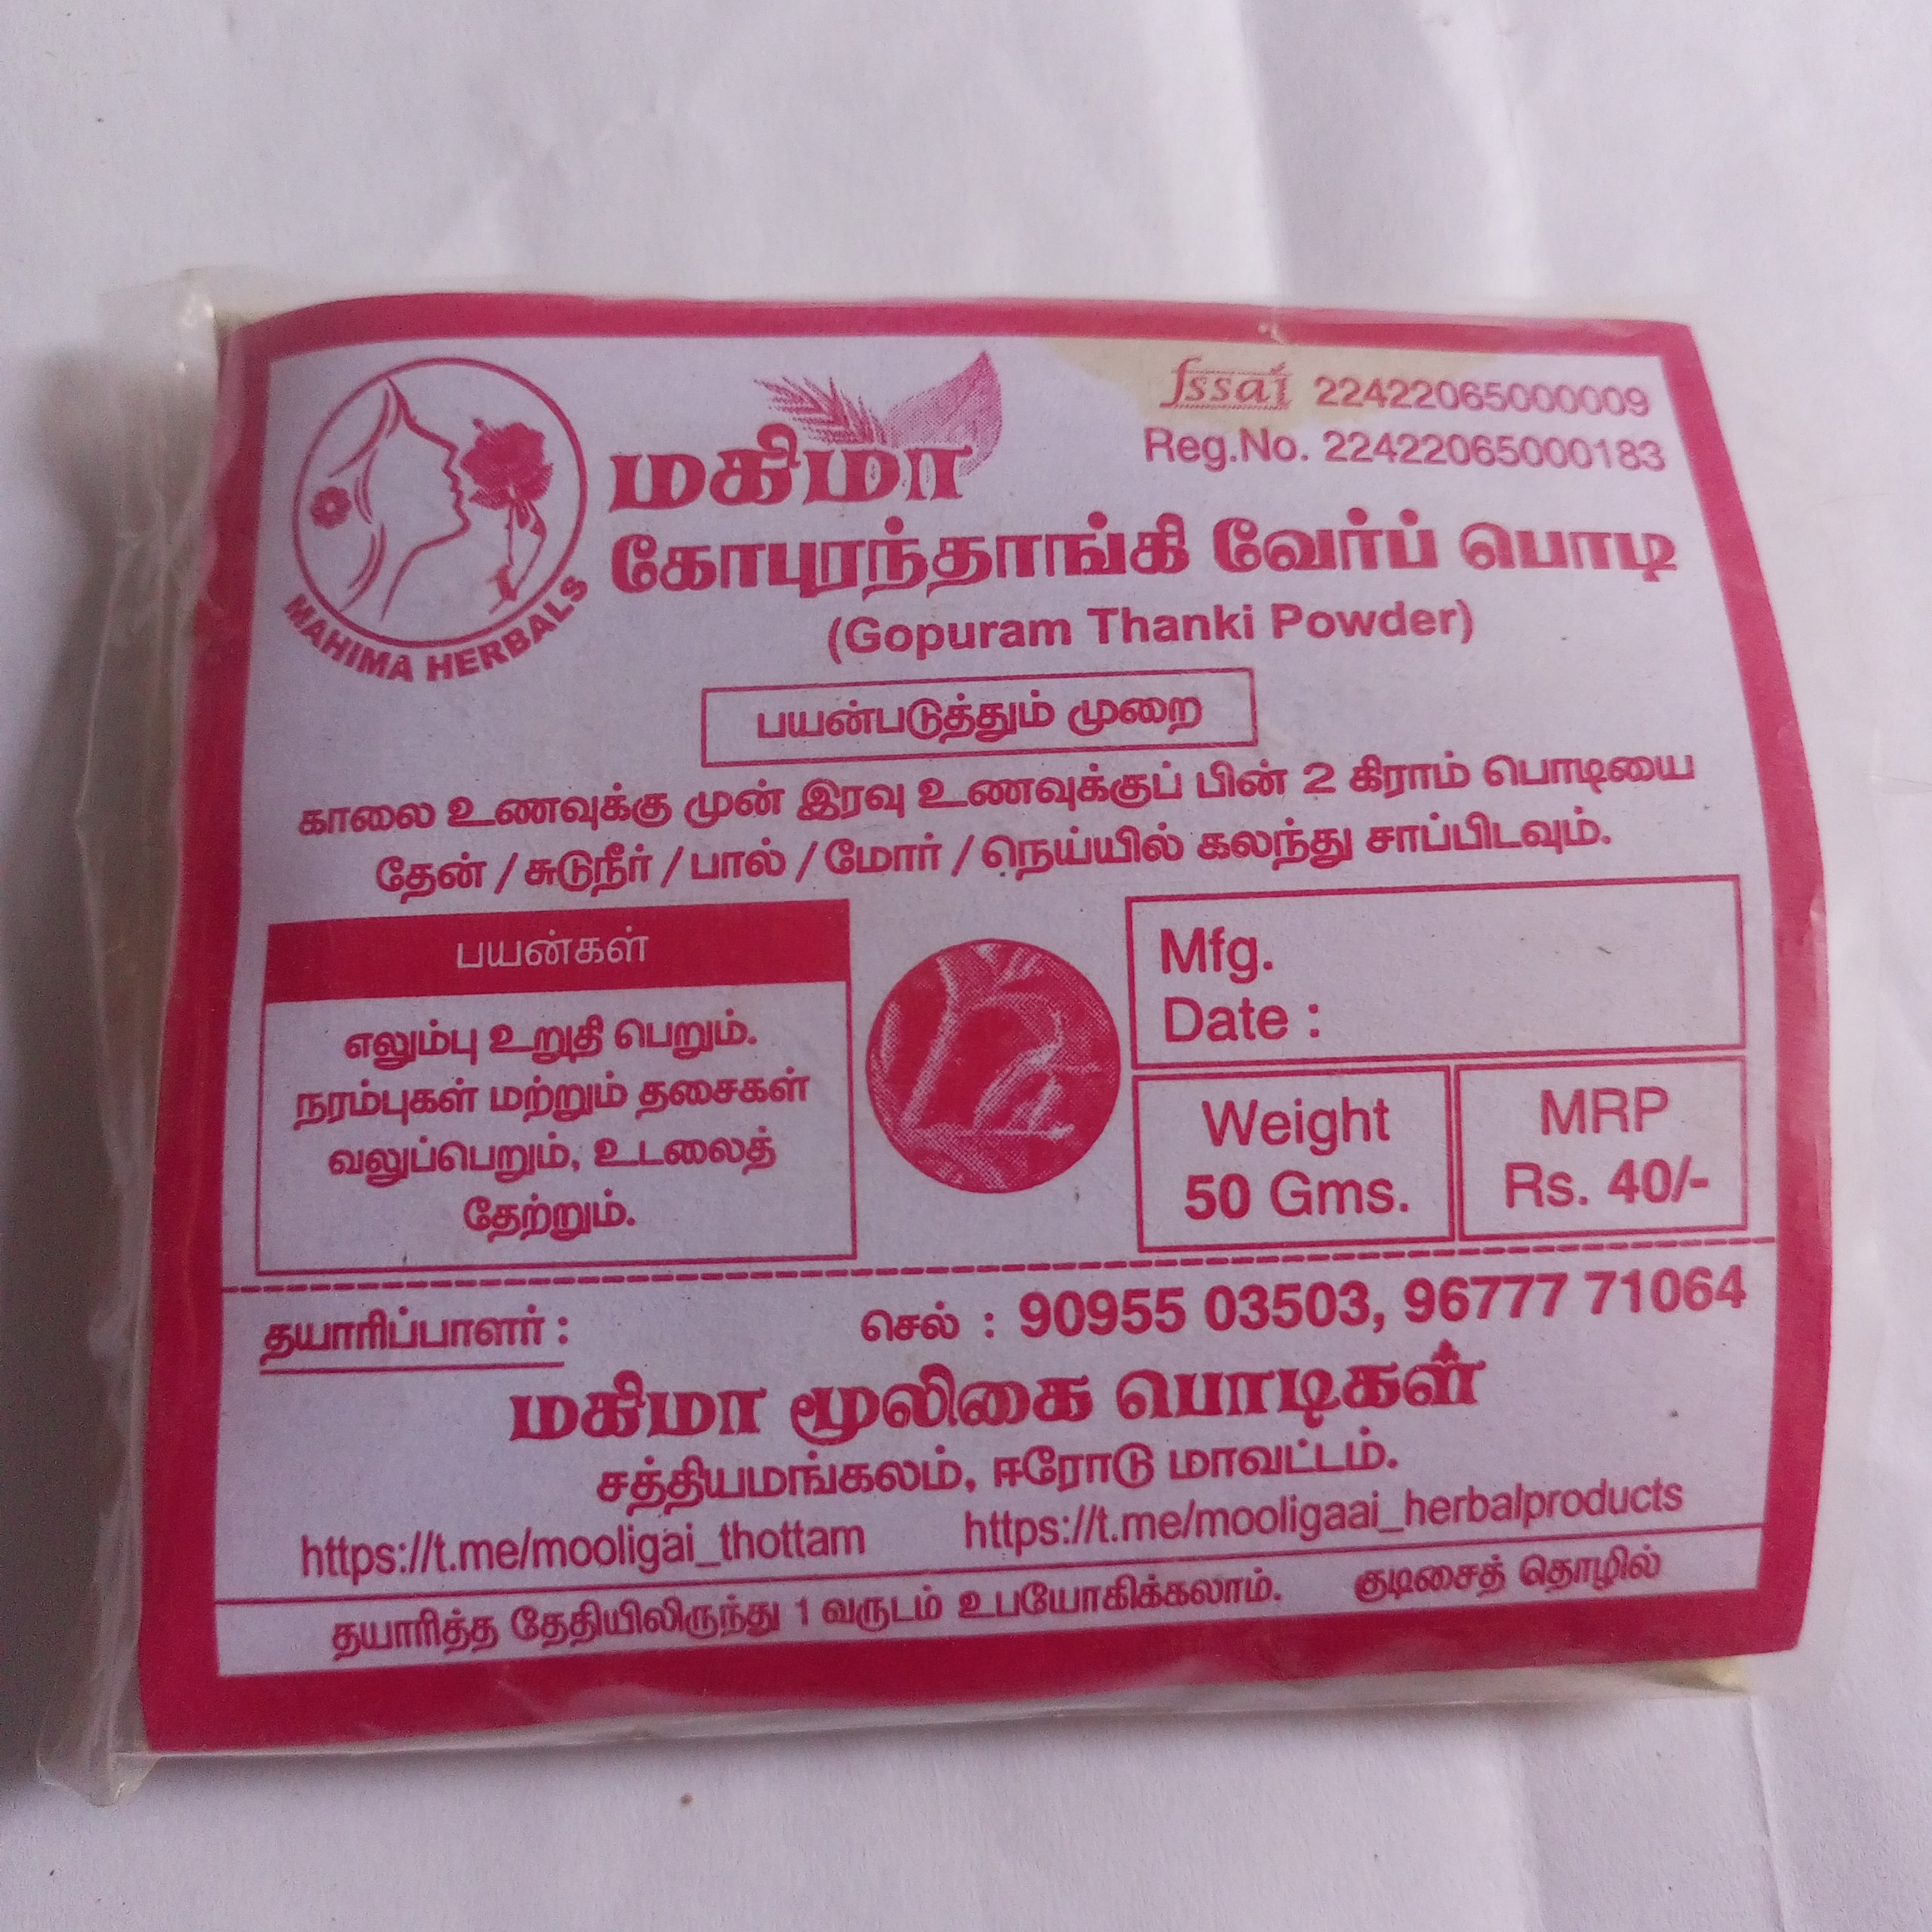 fssai 22422065000009
Reg.No. 22422065000183
MAHIMA HERBALS
மகிமா
கோபுரந்தாங்கி வேர்ப் பொடி
(Gopuram Thanki Powder)
பயன்படுத்தும் முறை
காலை உணவுக்கு முன் இரவு உணவுக்குப் பின் 2 கிராம் பொடியை
தேன் / சுடுநீர் / பால் / மோர் / நெய்யில் கலந்து சாப்பிடவும்.
பயன்கள்
எலும்பு உறுதி பெறும்.
நரம்புகள் மற்றும் தசைகள்
வலுப்பெறும், உடலைத்
தேற்றும்.
Mfg.
Date :
Weight
50 Gms.
MRP
Rs. 40/-
தயாரிப்பாளர் :
செல் : 90955 03503, 96777 71064
மகிமா மூலிகை பொடிகள்
சத்தியமங்கலம், ஈரோடு மாவட்டம்.
https://t.me/mooligai_thottam https://t.me/mooligaai_herbalproducts
தயாரித்த தேதியிலிருந்து 1 வருடம் உபயோகிக்கலாம். குடிசைத் தொழில்